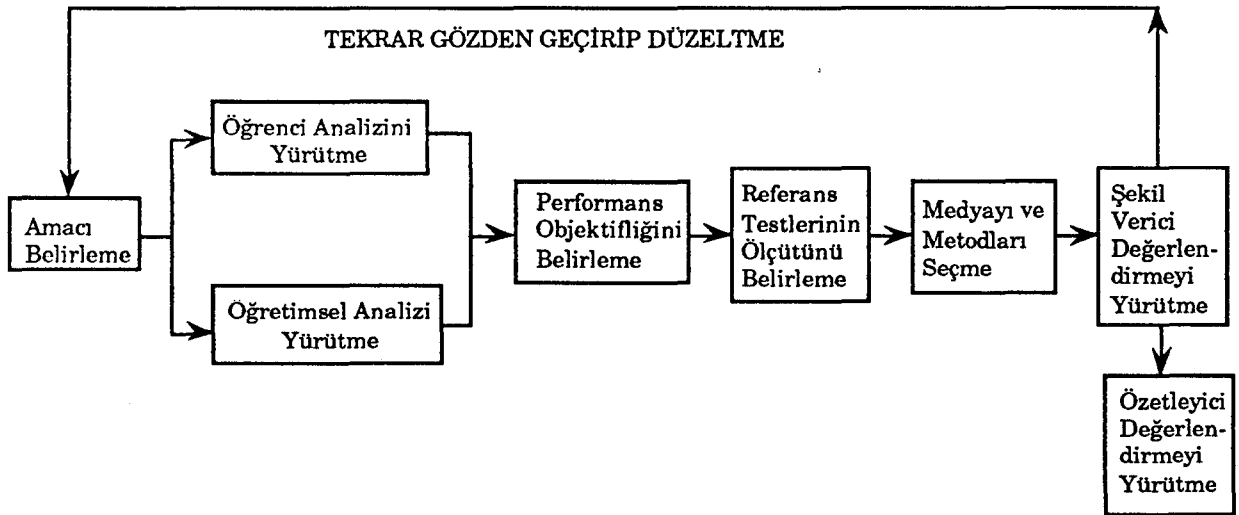 TEKRAR GÖZDEN GEÇİRİP DÜZELTME
Amacı
Belirleme
Öğrenci Analizini
Yürütme
Öğretimsel Analizi
Yürütme
Performans
Objektifliğini
Belirleme
Referans
Testlerinin
Ölçütünü
Belirleme
Medyayı ve
Metodları
Seçme
Şekil
Verici
Değerlen-
dirmeyi
Yürütme
Özetleyici
Değerlen-
dirmeyi
Yürütme